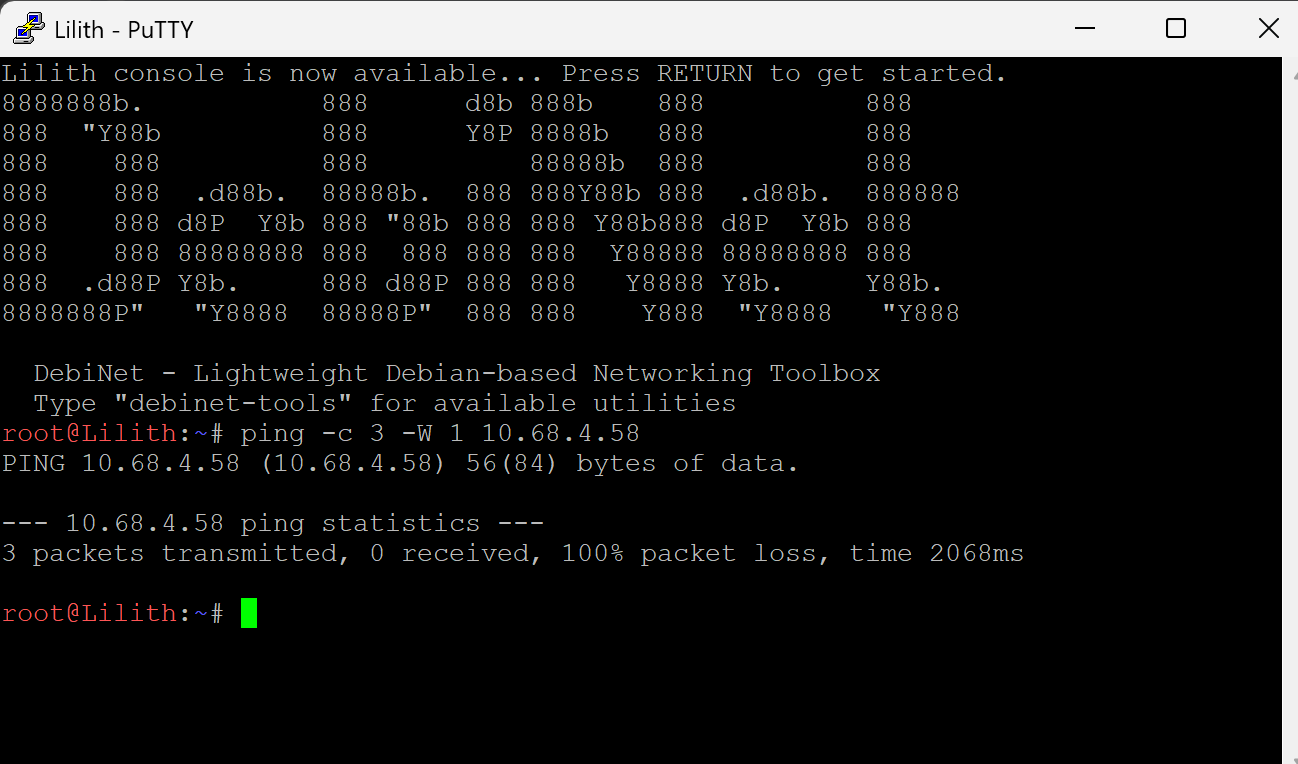 Lilith - PuTTY
Lilith console is now available... Press RETURN to get started.
8888888b.           888      d8b 888b    888          888
888  "Y88b          888      Y8P 8888b   888          888
888    888          888          88888b  888          888
888    888  .d88b.  88888b.  888 888Y88b 888  .d88b.  888888
888    888 d8P  Y8b 888 "88b 888 888 Y88b888 d8P  Y8b 888
888    888 88888888 888  888 888 888  Y88888 88888888 888
888  .d88P Y8b.     888 d88P 888 888   Y8888 Y8b.     Y88b.
8888888P"   "Y8888  88888P"  888 888    Y888  "Y8888   "Y888
DebiNet - Lightweight Debian-based Networking Toolbox
Type "debinet-tools" for available utilities
root@Lilith:~# ping -c 3 -W 1 10.68.4.58
PING 10.68.4.58 (10.68.4.58) 56(84) bytes of data.
--- 10.68.4.58 ping statistics ---
3 packets transmitted, 0 received, 100% packet loss, time 2068ms
root@Lilith:~#